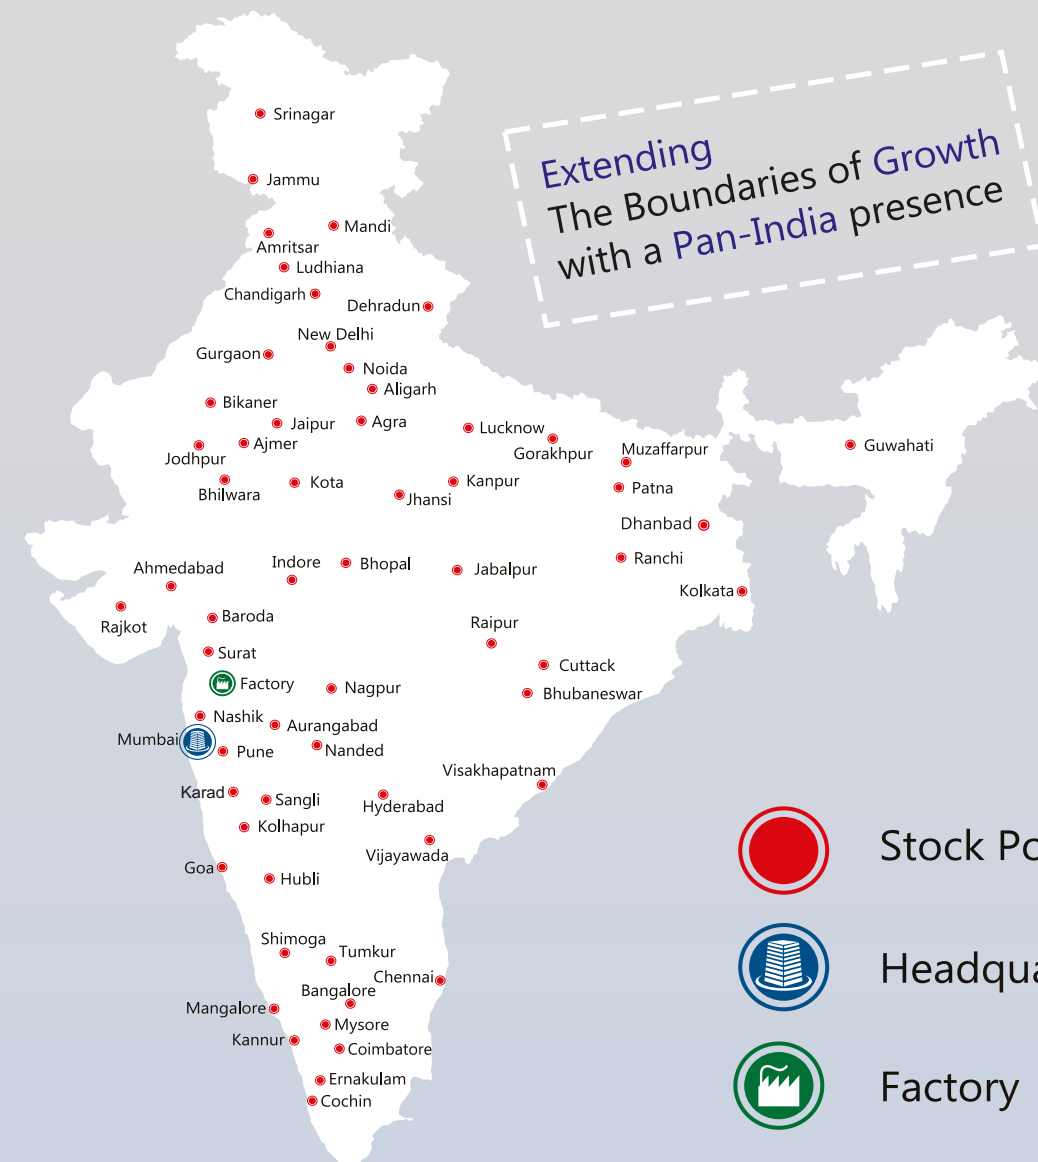 Extending
The Boundaries of Growth
with a Pan-India presence
Srinagar
Jammu
Mandi
Amritsar
Ludhiana
Chandigarh
Dehradun
New Delhi
Gurgaon
Noida
Aligarh
Bikaner
Jaipur
Agra
Lucknow
Ajmer
Gorakhpur
Muzaffarpur
Guwahati
Jodhpur
Bhilwara
Kota
Kanpur
Jhansi
Patna
Dhanbad
Ranchi
Ahmedabad
Indore
Bhopal
Jabalpur
Kolkata
Rajkot
Baroda
Raipur
Surat
Cuttack
Factory
Nagpur
Bhubaneswar
Nashik
Aurangabad
Mumbai
Pune
Nanded
Visakhapatnam
Karad
Sangli
Hyderabad
Kolhapur
Vijayawada
Goa
Hubli
Shimoga
Tumkur
Chennai
Bangalore
Mangalore
Mysore
Kannur
Coimbatore
Ernakulam
Cochin
Stock Po
Headqua
Factory